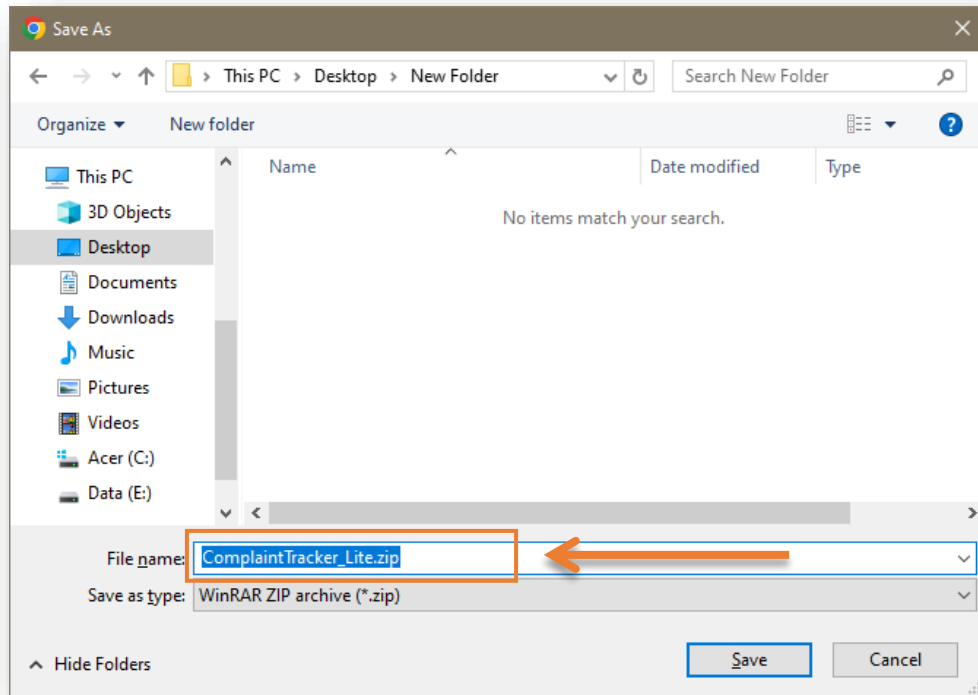 Save As
This PC > Desktop > New Folder
Search New Folder
Organize
New folder
?
Name
Date modified
Type
This PC
3D Objects
Desktop
Documents
Downloads
Music
Pictures
Videos
Acer (C:)
Data (E:)
No items match your search.
File name: ComplaintTracker_Lite.zip
Save as type: WinRAR ZIP archive (*.zip)
Hide Folders
Save
Cancel